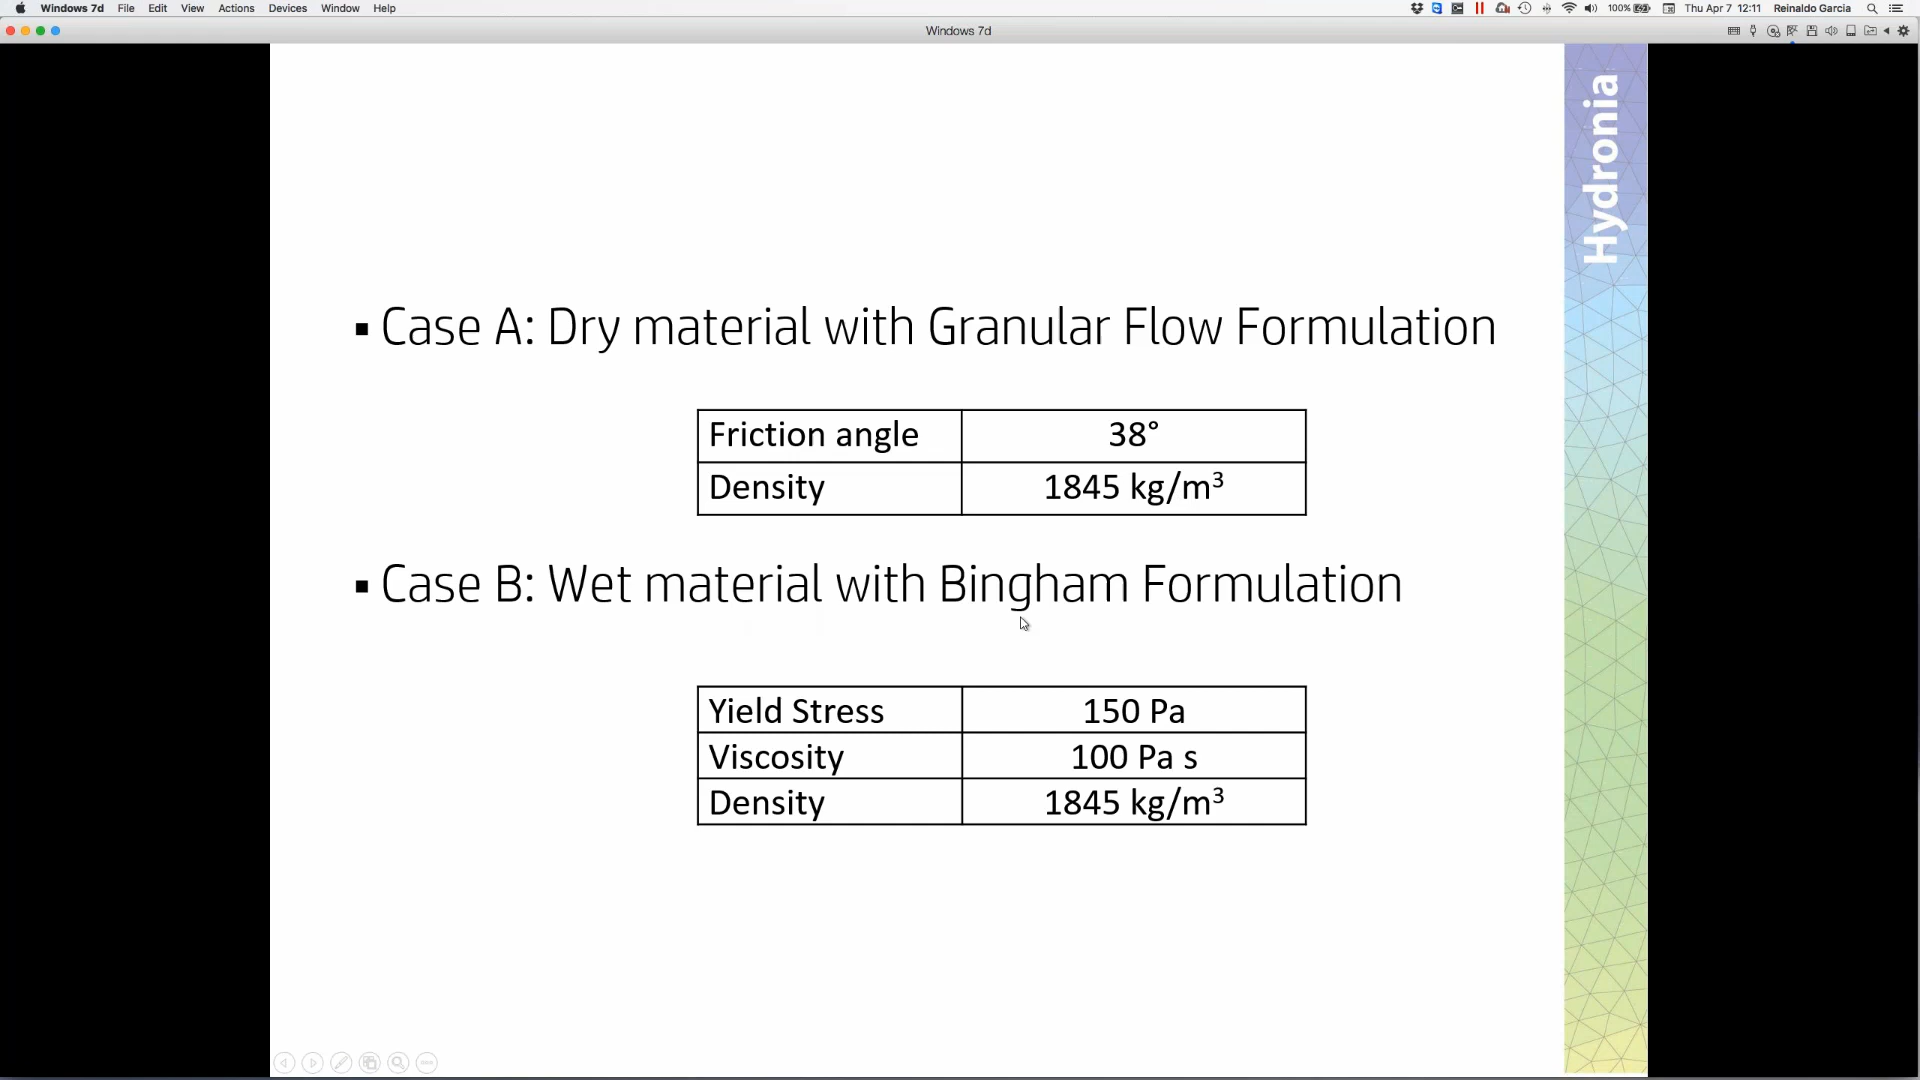 Windows 7d File Edit View Actions Devices Window Help
100% Thu Apr 7 12:11 Reinaldo Garcia
Windows 7d
Hydronia
▪ Case A: Dry material with Granular Flow Formulation
Friction angle 38°
Density 1845 kg/m³
▪ Case B: Wet material with Bingham Formulation
Yield Stress 150 Pa
Viscosity 100 Pa s
Density 1845 kg/m³